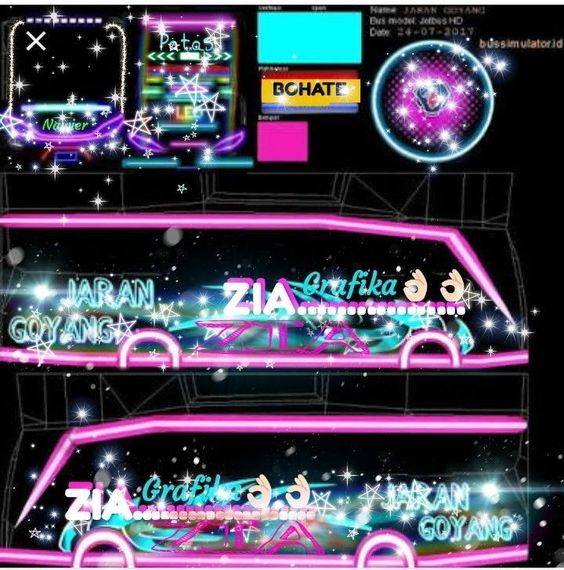 Name: JARAN GOYANG
Bus model: Jetbus HD
Date: 24-07-2017
bussimulator.id
Patas
BOHATE
Navier
JARAN
GOYANG
ZIA Grafika👌🏻👌🏻
ZIA
ZIA Grafika👌🏻👌🏻
ZIA
JARAN
GOYANG